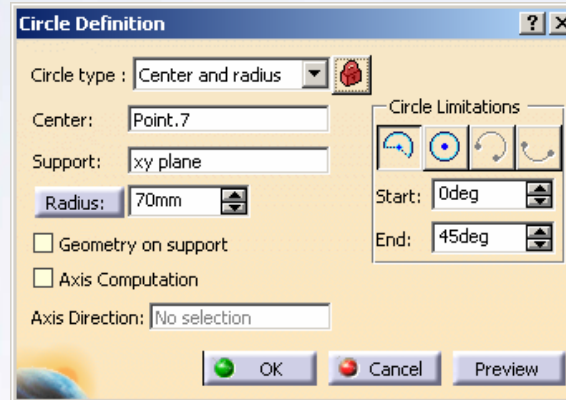 Circle Definition
Circle type : Center and radius
Center: Point.7
Support: xy plane
Radius: 70mm
Geometry on support
Axis Computation
Axis Direction: No selection
Circle Limitations
Start: 0deg
End: 45deg
OK Cancel Preview